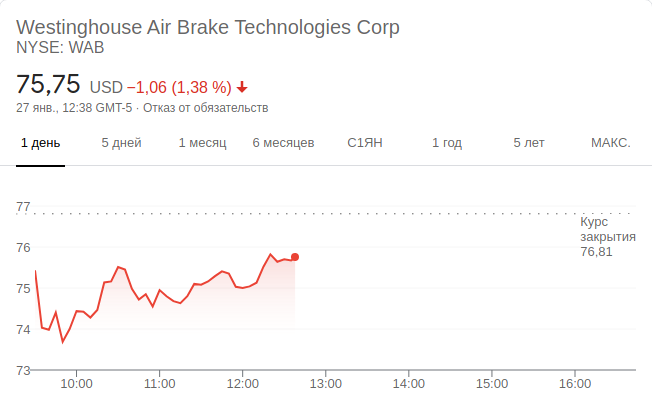 Westinghouse Air Brake Technologies Corp
NYSE: WAB
75,75 USD −1,06 (1,38 %)
27 янв., 12:38 GMT-5 · Отказ от обязательств
1 день 5 дней 1 месяц 6 месяцев С1ЯН 1 год 5 лет МАКС.
77
Курс
закрытия
76,81
76
75
74
73
10:00 11:00 12:00 13:00 14:00 15:00 16:00